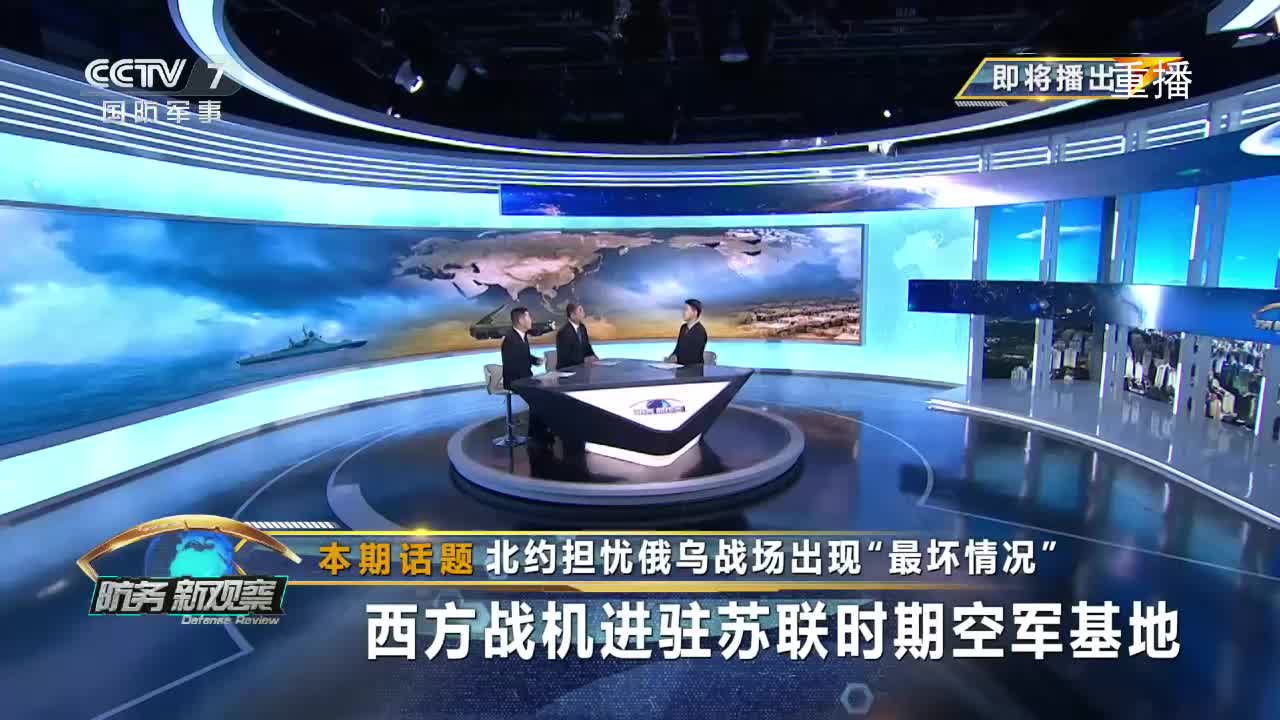 CCTV 7
国防军事
即将播出
重播
本期话题 北约担忧俄乌战场出现“最坏情况”
防务新观察
Defense Review
西方战机进驻苏联时期空军基地